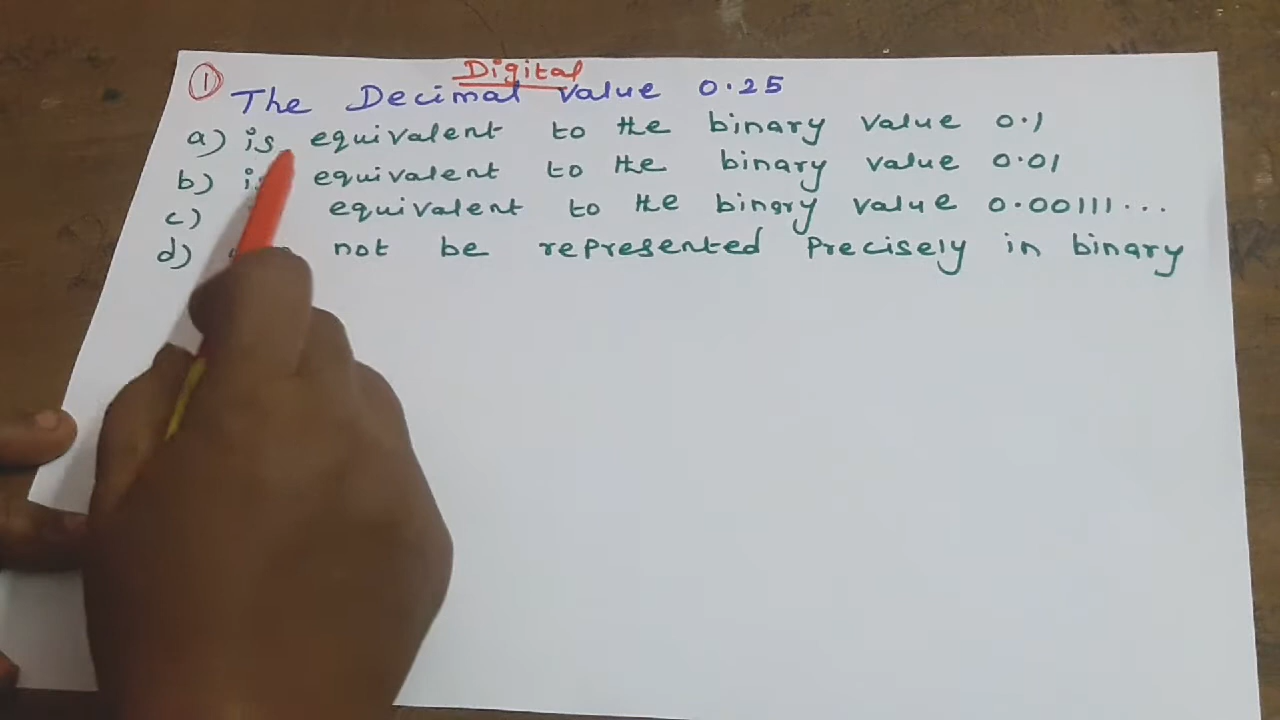 Digital
① The Decimal value 0.25
a) is equivalent to the binary value 0.1
b) equivalent to the binary value 0.01
c) equivalent to the binary value 0.00111...
d) not be represented precisely in binary